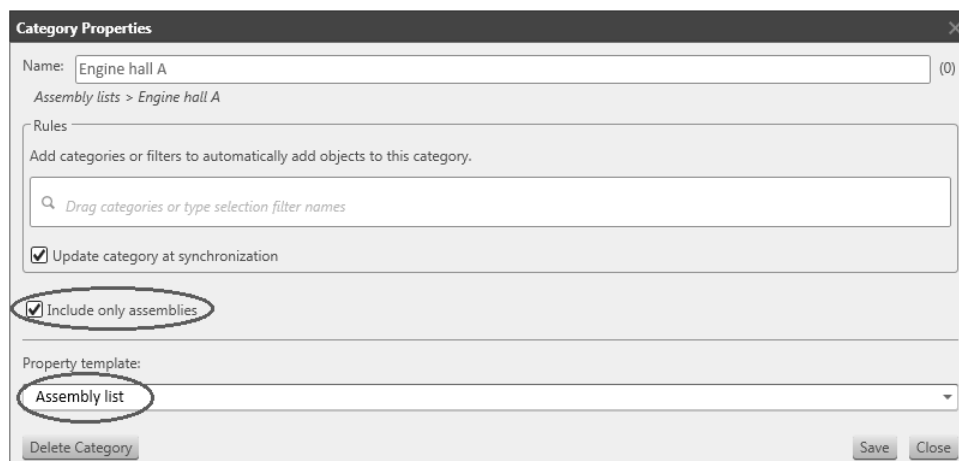 Category Properties
Name: Engine hall A (0)
Assembly lists > Engine hall A
Rules
Add categories or filters to automatically add objects to this category.
Drag categories or type selection filter names
Update category at synchronization
Include only assemblies
Property template:
Assembly list
Delete Category Save Close